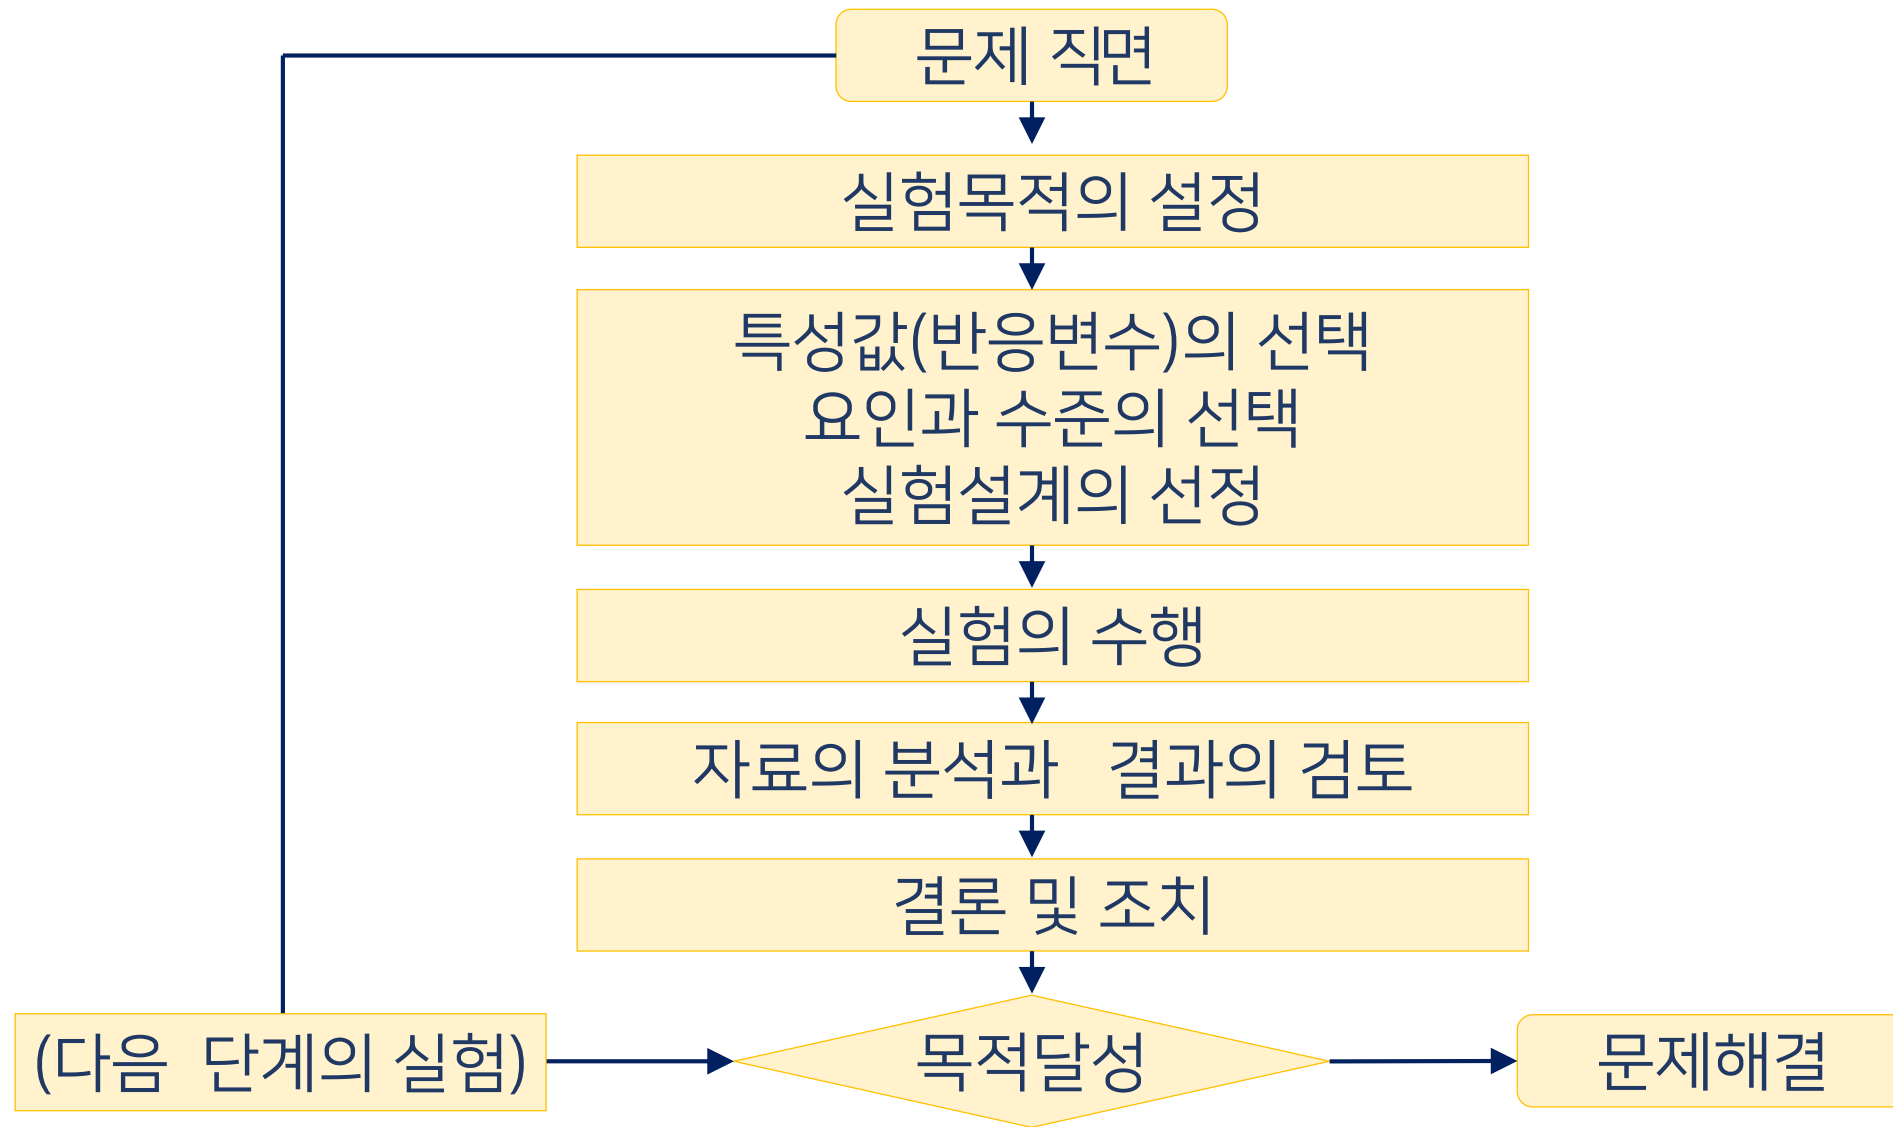 문제 직면
실험목적의 설정
특성값(반응변수)의 선택
요인과 수준의 선택
실험설계의 선정
실험의 수행
자료의 분석과 결과의 검토
결론 및 조치
(다음 단계의 실험)
목적달성
문제해결